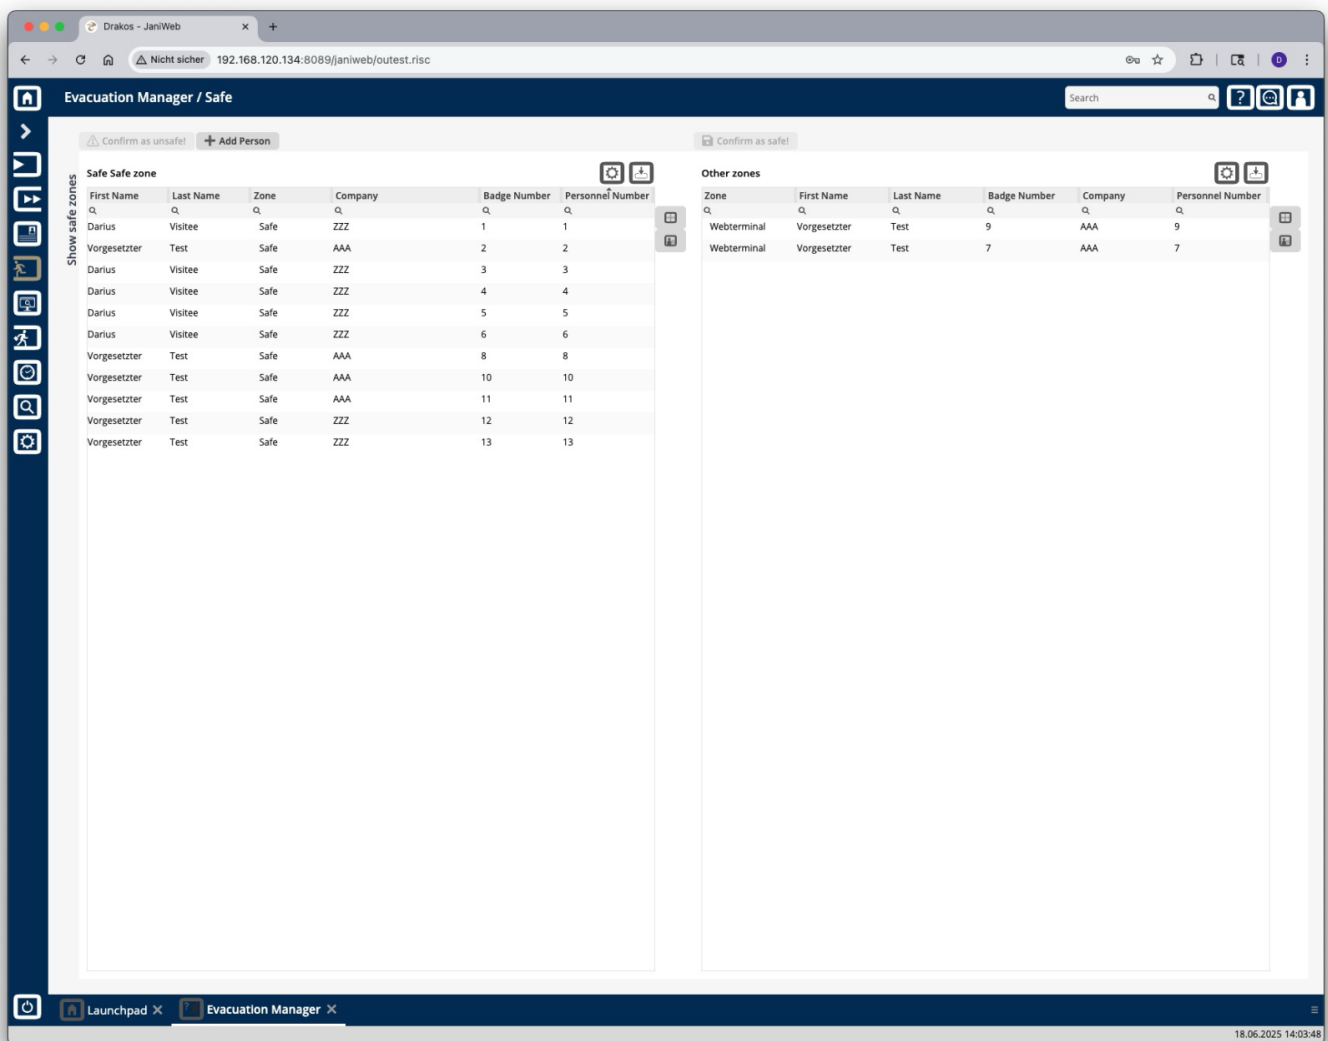 Drakos - JaniWeb
Nicht sicher 192.168.120.134:8089/janiweb/outest.risc
D
Evacuation Manager / Safe
Search
Confirm as unsafe! Add Person
Confirm as safe!
Show safe zones
Safe Safe zone
First Name Last Name Zone Company Badge Number Personnel Number
Darius Visitee Safe ZZZ 1 1
Vorgesetzter Test Safe AAA 2 2
Darius Visitee Safe ZZZ 3 3
Darius Visitee Safe ZZZ 4 4
Darius Visitee Safe ZZZ 5 5
Darius Visitee Safe ZZZ 6 6
Vorgesetzter Test Safe AAA 8 8
Vorgesetzter Test Safe AAA 10 10
Vorgesetzter Test Safe AAA 11 11
Vorgesetzter Test Safe ZZZ 12 12
Vorgesetzter Test Safe ZZZ 13 13
Other zones
Zone First Name Last Name Badge Number Company Personnel Number
Webterminal Vorgesetzter Test 9 AAA 9
Webterminal Vorgesetzter Test 7 AAA 7
Launchpad Evacuation Manager
18.06.2025 14:03:48